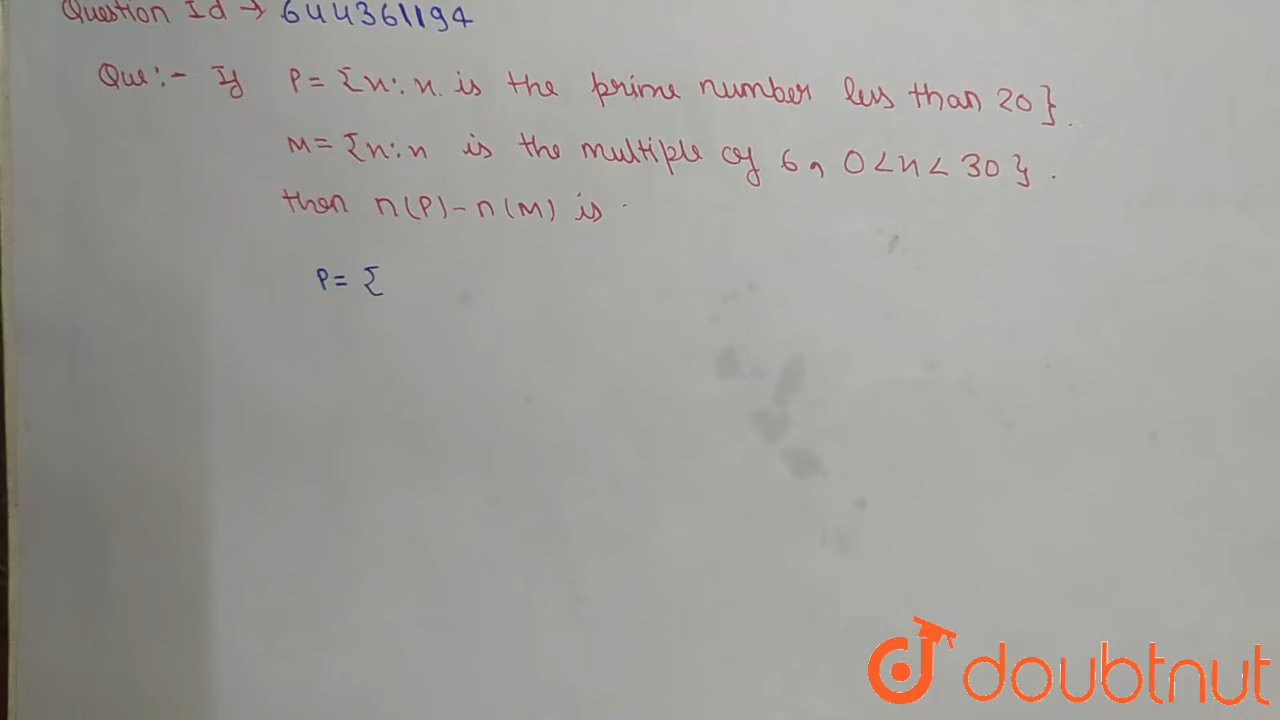 Question Id → 644361194
Que:- If P = {x : x is the prime number less than 20}.
M = {x : x is the multiple of 6, 0 < x < 30}.
then n(P) - n(M) is
P = {
doubtnut